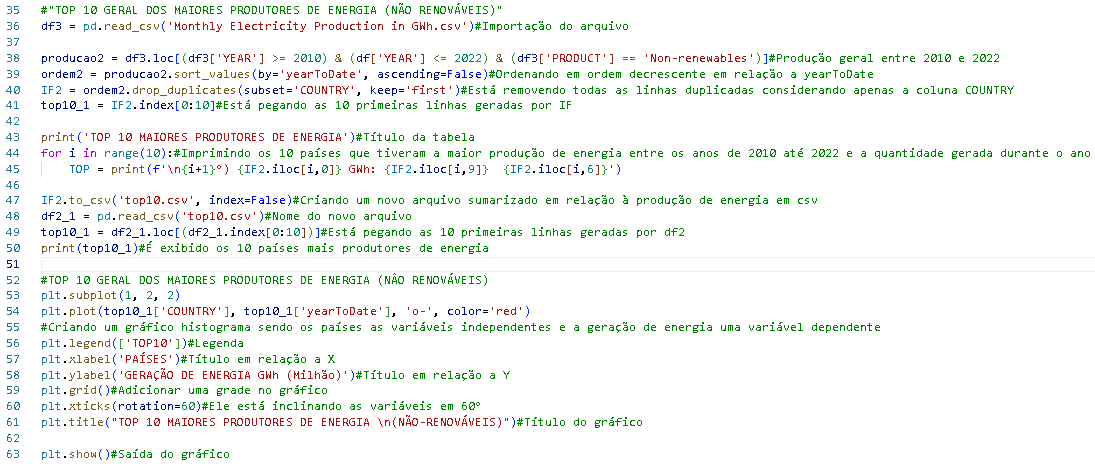 35 #"TOP 10 GERAL DOS MAIORES PRODUTORES DE ENERGIA (NÃO RENOVÁVEIS)"
36 df3 = pd.read_csv('Monthly Electricity Production in GWh.csv')#Importação do arquivo
37
38 producao2 = df3.loc[(df3['YEAR'] >= 2010) & (df['YEAR'] <= 2022) & (df3['PRODUCT'] == 'Non-renewables')]#Produção geral entre 2010 e 2022
39 ordem2 = producao2.sort_values(by='yearToDate', ascending=False)#Ordenando em ordem decrescente em relação a yearToDate
40 IF2 = ordem2.drop_duplicates(subset='COUNTRY', keep='first')#Está removendo todas as linhas duplicadas considerando apenas a coluna COUNTRY
41 top10_1 = IF2.index[0:10]#Está pegando as 10 primeiras linhas geradas por IF
42
43 print('TOP 10 MAIORES PRODUTORES DE ENERGIA')#Título da tabela
44 for i in range(10):#Imprimindo os 10 países que tiveram a maior produção de energia entre os anos de 2010 até 2022 e a quantidade gerada durante o ano
45     TOP = print(f'\n{i+1}°) {IF2.iloc[i,0]} GWh: {IF2.iloc[i,9]}  {IF2.iloc[i,6]}')
46
47 IF2.to_csv('top10.csv', index=False)#Criando um novo arquivo sumarizado em relação à produção de energia em csv
48 df2_1 = pd.read_csv('top10.csv')#Nome do novo arquivo
49 top10_1 = df2_1.loc[(df2_1.index[0:10])]#Está pegando as 10 primeiras linhas geradas por df2
50 print(top10_1)#É exibido os 10 países mais produtores de energia
51
52 #TOP 10 GERAL DOS MAIORES PRODUTORES DE ENERGIA (NÂO RENOVÁVEIS)
53 plt.subplot(1, 2, 2)
54 plt.plot(top10_1['COUNTRY'], top10_1['yearToDate'], 'o-', color='red')
55 #Criando um gráfico histograma sendo os países as variáveis independentes e a geração de energia uma variável dependente
56 plt.legend(['TOP10'])#Legenda
57 plt.xlabel('PAÍSES')#Título em relação a X
58 plt.ylabel('GERAÇÃO DE ENERGIA GWh (Milhão)')#Título em relação a Y
59 plt.grid()#Adicionar uma grade no gráfico
60 plt.xticks(rotation=60)#Ele está inclinando as variáveis em 60°
61 plt.title("TOP 10 MAIORES PRODUTORES DE ENERGIA \n(NÃO-RENOVÁVEIS)")#Título do gráfico
62
63 plt.show()#Saída do gráfico